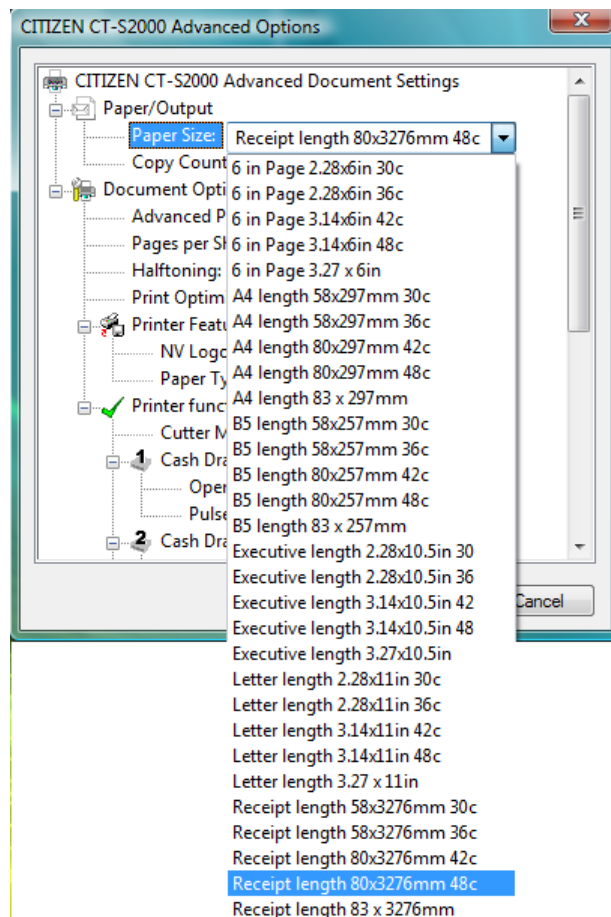 CITIZEN CT-S2000 Advanced Options
X
CITIZEN CT-S2000 Advanced Document Settings
Paper/Output
Paper Size: Receipt length 80x3276mm 48c
Copy Count
Document Opti
Advanced P
Pages per Sh
Halftoning:
Print Optim
Printer Featu
NV Logo
Paper Ty
Printer func
Cutter M
1 Cash Dra
Oper
Pulse
2 Cash Dra
Cancel
6 in Page 2.28x6in 30c
6 in Page 2.28x6in 36c
6 in Page 3.14x6in 42c
6 in Page 3.14x6in 48c
6 in Page 3.27 x 6in
A4 length 58x297mm 30c
A4 length 58x297mm 36c
A4 length 80x297mm 42c
A4 length 80x297mm 48c
A4 length 83 x 297mm
B5 length 58x257mm 30c
B5 length 58x257mm 36c
B5 length 80x257mm 42c
B5 length 80x257mm 48c
B5 length 83 x 257mm
Executive length 2.28x10.5in 30
Executive length 2.28x10.5in 36
Executive length 3.14x10.5in 42
Executive length 3.14x10.5in 48
Executive length 3.27x10.5in
Letter length 2.28x11in 30c
Letter length 2.28x11in 36c
Letter length 3.14x11in 42c
Letter length 3.14x11in 48c
Letter length 3.27 x 11in
Receipt length 58x3276mm 30c
Receipt length 58x3276mm 36c
Receipt length 80x3276mm 42c
Receipt length 80x3276mm 48c
Receipt length 83 x 3276mm